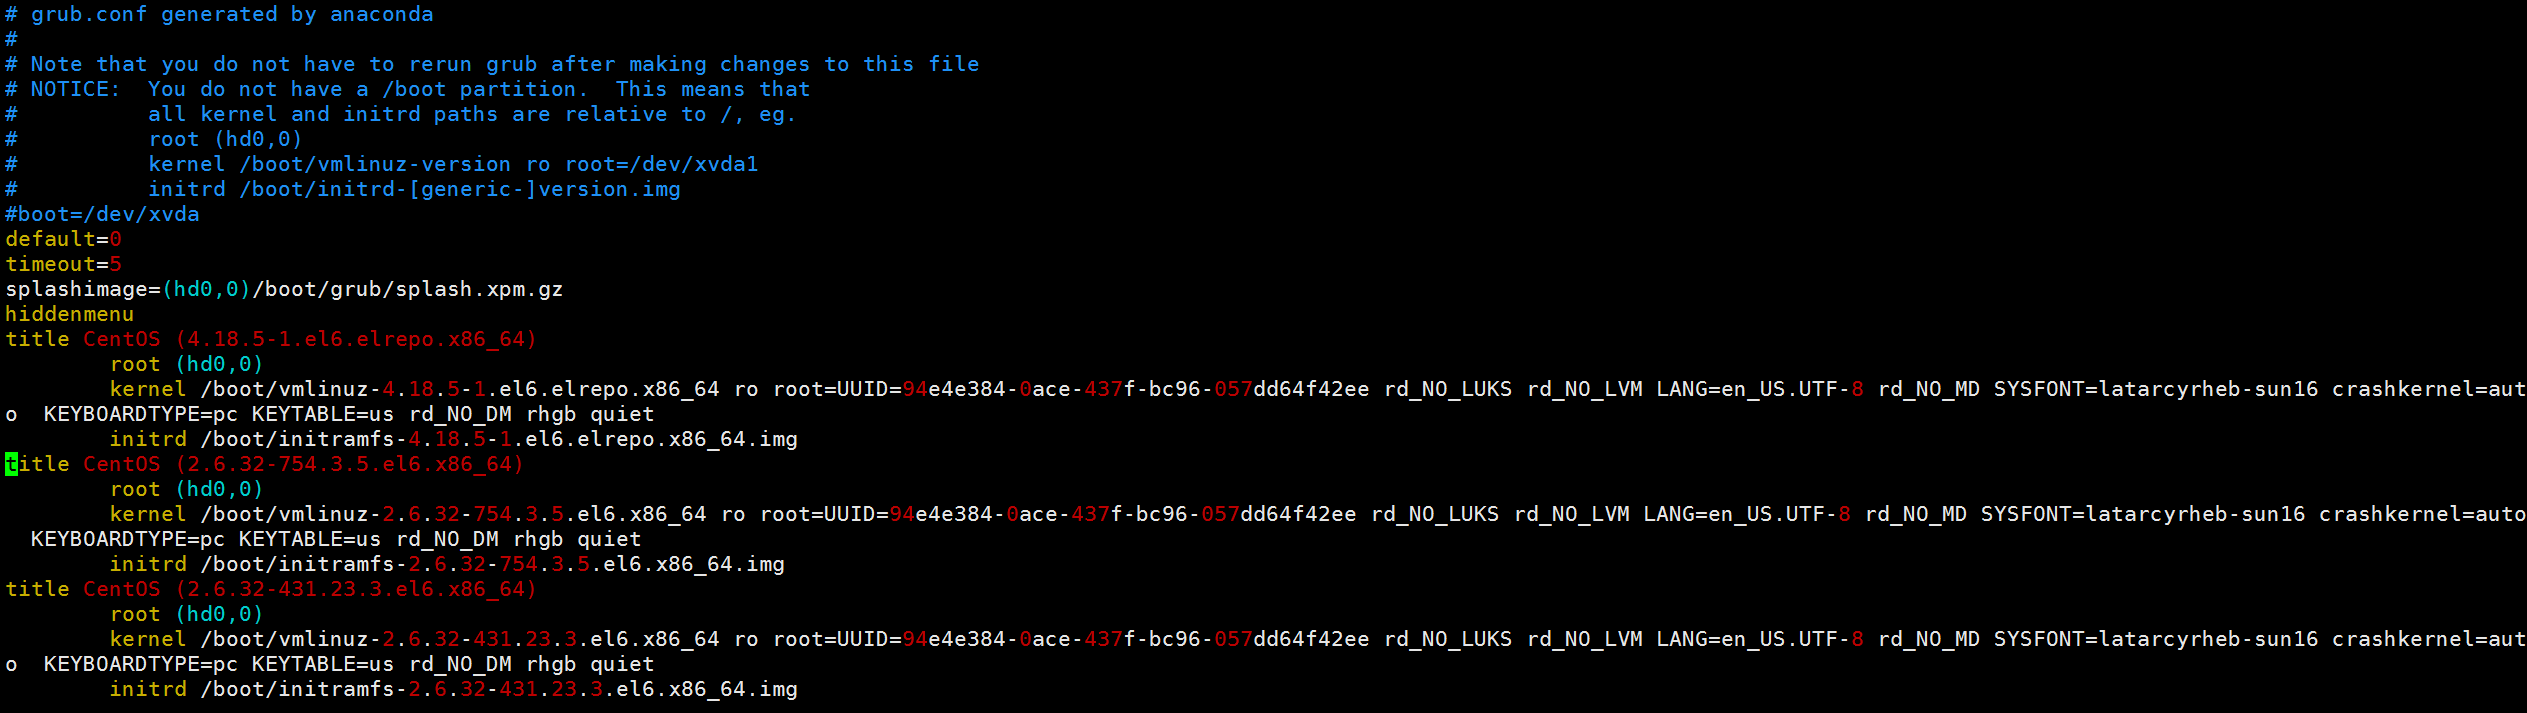 # grub.conf generated by anaconda
#
# Note that you do not have to rerun grub after making changes to this file
# NOTICE:  You do not have a /boot partition.  This means that
#          all kernel and initrd paths are relative to /, eg.
#          root (hd0,0)
#          kernel /boot/vmlinuz-version ro root=/dev/xvda1
#          initrd /boot/initrd-[generic-]version.img
#boot=/dev/xvda
default=0
timeout=5
splashimage=(hd0,0)/boot/grub/splash.xpm.gz
hiddenmenu
title CentOS (4.18.5-1.el6.elrepo.x86_64)
        root (hd0,0)
        kernel /boot/vmlinuz-4.18.5-1.el6.elrepo.x86_64 ro root=UUID=94e4e384-0ace-437f-bc96-057dd64f42ee rd_NO_LUKS rd_NO_LVM LANG=en_US.UTF-8 rd_NO_MD SYSFONT=latarcyrheb-sun16 crashkernel=aut
o  KEYBOARDTYPE=pc KEYTABLE=us rd_NO_DM rhgb quiet
        initrd /boot/initramfs-4.18.5-1.el6.elrepo.x86_64.img
title CentOS (2.6.32-754.3.5.el6.x86_64)
        root (hd0,0)
        kernel /boot/vmlinuz-2.6.32-754.3.5.el6.x86_64 ro root=UUID=94e4e384-0ace-437f-bc96-057dd64f42ee rd_NO_LUKS rd_NO_LVM LANG=en_US.UTF-8 rd_NO_MD SYSFONT=latarcyrheb-sun16 crashkernel=auto
  KEYBOARDTYPE=pc KEYTABLE=us rd_NO_DM rhgb quiet
        initrd /boot/initramfs-2.6.32-754.3.5.el6.x86_64.img
title CentOS (2.6.32-431.23.3.el6.x86_64)
        root (hd0,0)
        kernel /boot/vmlinuz-2.6.32-431.23.3.el6.x86_64 ro root=UUID=94e4e384-0ace-437f-bc96-057dd64f42ee rd_NO_LUKS rd_NO_LVM LANG=en_US.UTF-8 rd_NO_MD SYSFONT=latarcyrheb-sun16 crashkernel=aut
o  KEYBOARDTYPE=pc KEYTABLE=us rd_NO_DM rhgb quiet
        initrd /boot/initramfs-2.6.32-431.23.3.el6.x86_64.img